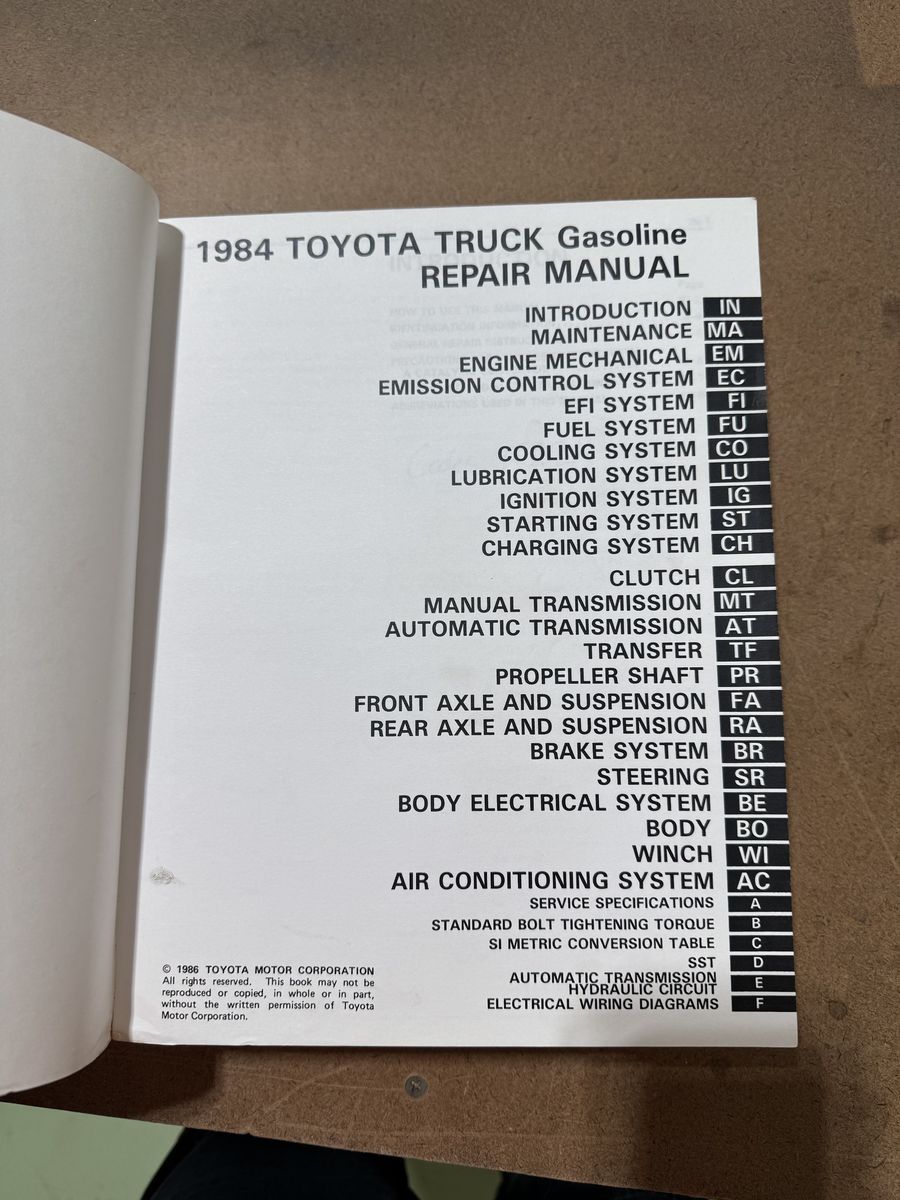 1984 TOYOTA TRUCK Gasoline
REPAIR MANUAL
INTRODUCTION IN
MAINTENANCE MA
ENGINE MECHANICAL EM
EMISSION CONTROL SYSTEM EC
EFI SYSTEM FI
FUEL SYSTEM FU
COOLING SYSTEM CO
LUBRICATION SYSTEM LU
IGNITION SYSTEM IG
STARTING SYSTEM ST
CHARGING SYSTEM CH
CLUTCH CL
MANUAL TRANSMISSION MT
AUTOMATIC TRANSMISSION AT
TRANSFER TF
PROPELLER SHAFT PR
FRONT AXLE AND SUSPENSION FA
REAR AXLE AND SUSPENSION RA
BRAKE SYSTEM BR
STEERING SR
BODY ELECTRICAL SYSTEM BE
BODY BO
WINCH WI
AIR CONDITIONING SYSTEM AC
SERVICE SPECIFICATIONS A
STANDARD BOLT TIGHTENING TORQUE B
SI METRIC CONVERSION TABLE C
SST D
AUTOMATIC TRANSMISSION
HYDRAULIC CIRCUIT E
ELECTRICAL WIRING DIAGRAMS F
© 1986 TOYOTA MOTOR CORPORATION
All rights reserved. This book may not be
reproduced or copied, in whole or in part,
without the written permission of Toyota
Motor Corporation.